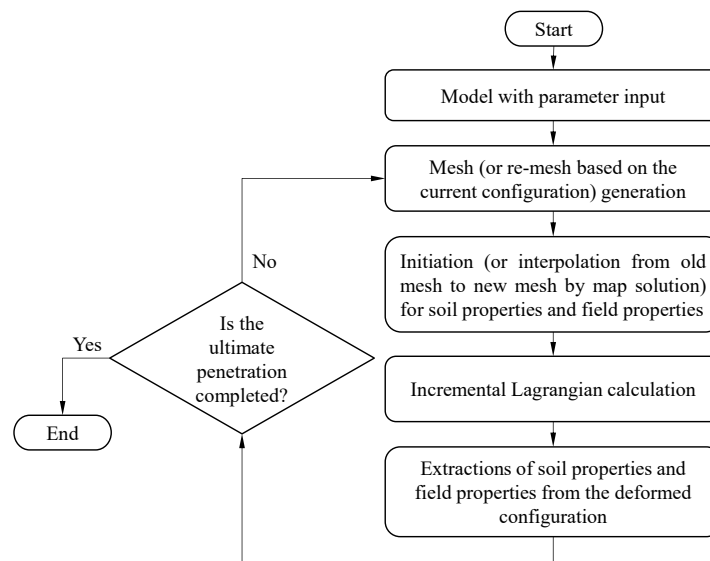 Start
Model with parameter input
Mesh (or re-mesh based on the
current configuration) generation
Initiation (or interpolation from old
mesh to new mesh by map solution)
for soil properties and field properties
Incremental Lagrangian calculation
Extractions of soil properties and
field properties from the deformed
configuration
No
Is the
ultimate
penetration
completed?
Yes
End